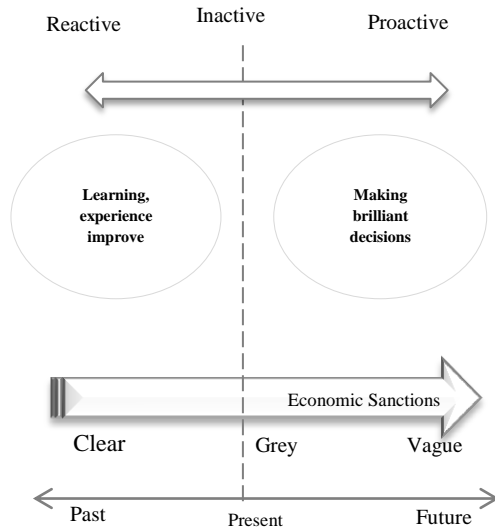 Reactive Inactive Proactive
Learning,
experience
improve
Making
brilliant
decisions
Economic Sanctions
Clear Grey Vague
Past Present Future